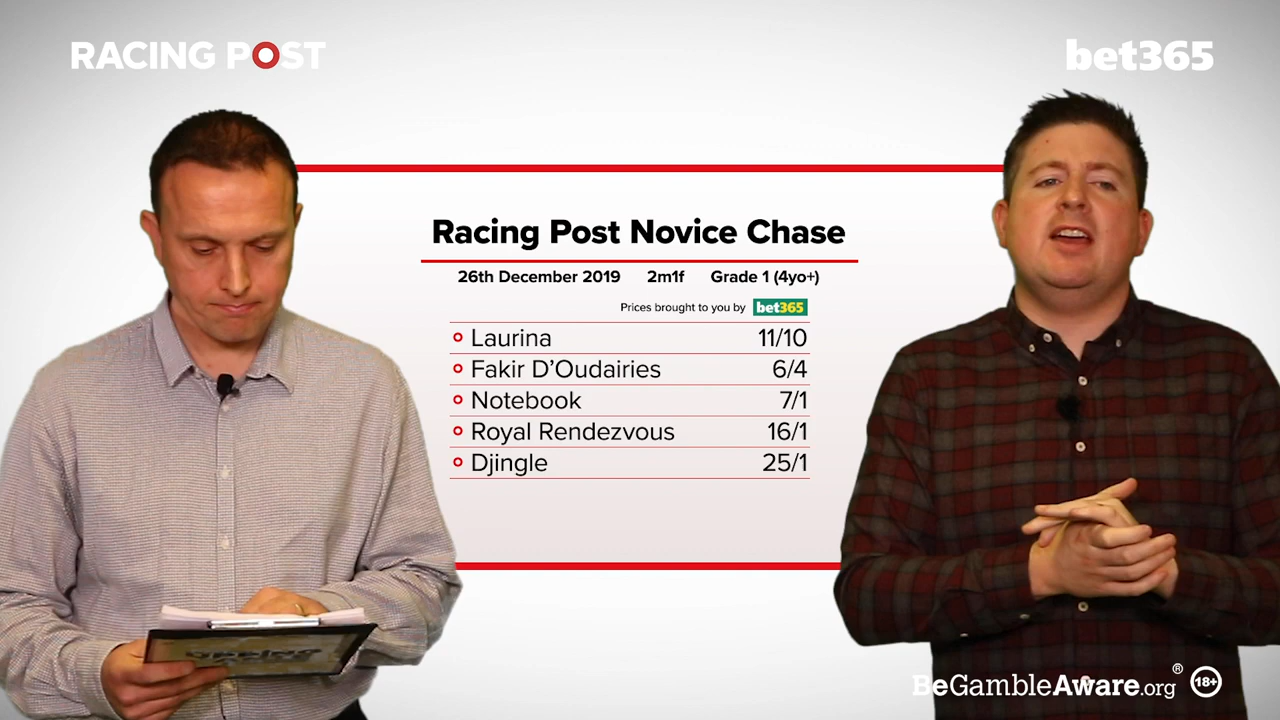 RACING POST
bet365
Racing Post Novice Chase
26th December 2019 2m1f Grade 1 (4yo+)
Prices brought to you by bet365
Laurina 11/10
Fakir D’Oudairies 6/4
Notebook 7/1
Royal Rendezvous 16/1
Djingle 25/1
BeGambleAware.org® 18+